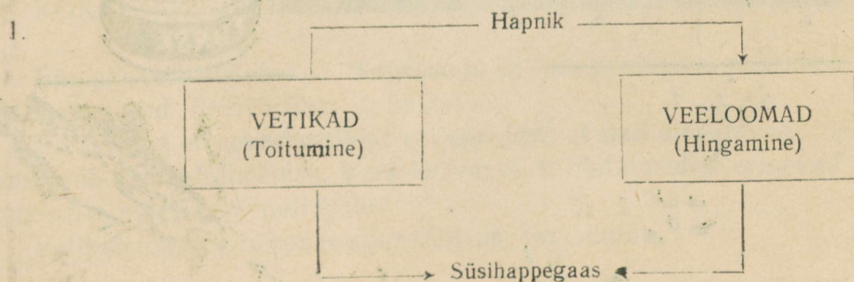 1.
Hapnik
VETIKAD
(Toitumine)
VEELOOMAD
(Hingamine)
Süsihappegaas